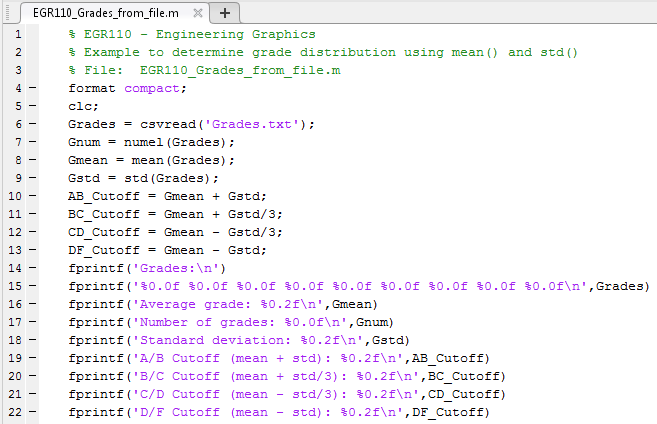 EGR110_Grades_from_file.m × +
1 % EGR110 - Engineering Graphics
2 % Example to determine grade distribution using mean() and std()
3 % File:  EGR110_Grades_from_file.m
4 - format compact;
5 - clc;
6 - Grades = csvread('Grades.txt');
7 - Gnum = numel(Grades);
8 - Gmean = mean(Grades);
9 - Gstd = std(Grades);
10 - AB_Cutoff = Gmean + Gstd;
11 - BC_Cutoff = Gmean + Gstd/3;
12 - CD_Cutoff = Gmean - Gstd/3;
13 - DF_Cutoff = Gmean - Gstd;
14 - fprintf('Grades:\n')
15 - fprintf('%0.0f %0.0f %0.0f %0.0f %0.0f %0.0f %0.0f %0.0f %0.0f\n',Grades)
16 - fprintf('Average grade: %0.2f\n',Gmean)
17 - fprintf('Number of grades: %0.0f\n',Gnum)
18 - fprintf('Standard deviation: %0.2f\n',Gstd)
19 - fprintf('A/B Cutoff (mean + std): %0.2f\n',AB_Cutoff)
20 - fprintf('B/C Cutoff (mean + std/3): %0.2f\n',BC_Cutoff)
21 - fprintf('C/D Cutoff (mean - std/3): %0.2f\n',CD_Cutoff)
22 - fprintf('D/F Cutoff (mean - std): %0.2f\n',DF_Cutoff)